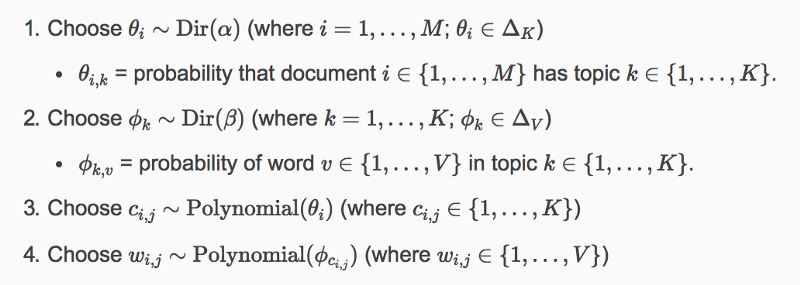 1. Choose θ_i ∼ Dir(α) (where i = 1, . . . , M; θ_i ∈ Δ_K)
• θ_{i,k} = probability that document i ∈ {1, . . . , M} has topic k ∈ {1, . . . , K}.
2. Choose ϕ_k ∼ Dir(β) (where k = 1, . . . , K; ϕ_k ∈ Δ_V)
• ϕ_{k,v} = probability of word v ∈ {1, . . . , V} in topic k ∈ {1, . . . , K}.
3. Choose c_{i,j} ∼ Polynomial(θ_i) (where c_{i,j} ∈ {1, . . . , K})
4. Choose w_{i,j} ∼ Polynomial(ϕ_{c_{i,j}}) (where w_{i,j} ∈ {1, . . . , V})